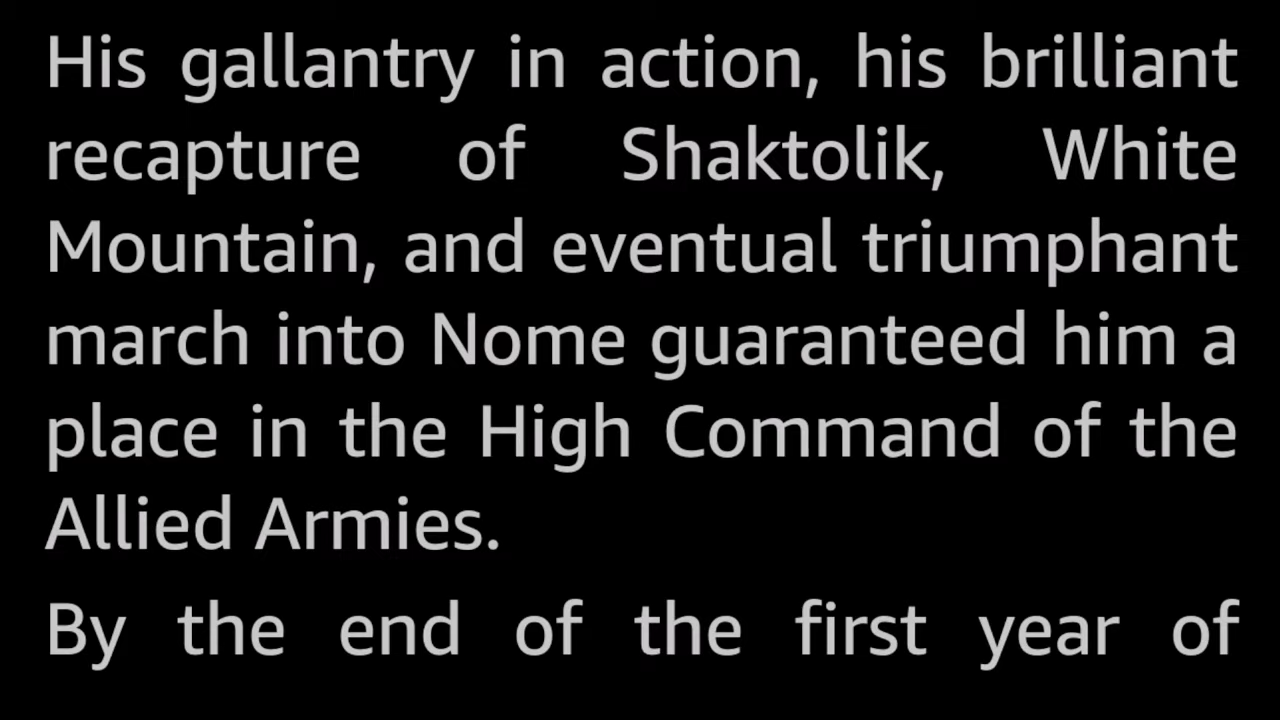 His gallantry in action, his brilliant
recapture of Shaktolik, White
Mountain, and eventual triumphant
march into Nome guaranteed him a
place in the High Command of the
Allied Armies.
By the end of the first year of